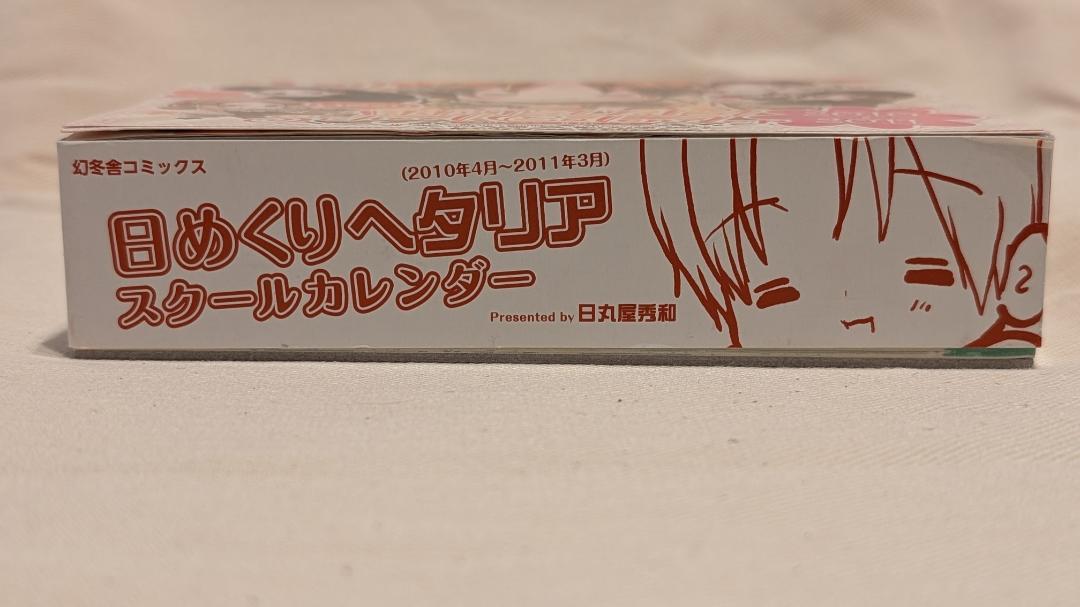 幻冬舎コミックス
(2010年4月～2011年3月)
日めくりヘタリア
スクールカレンダー
Presented by 日丸屋秀和